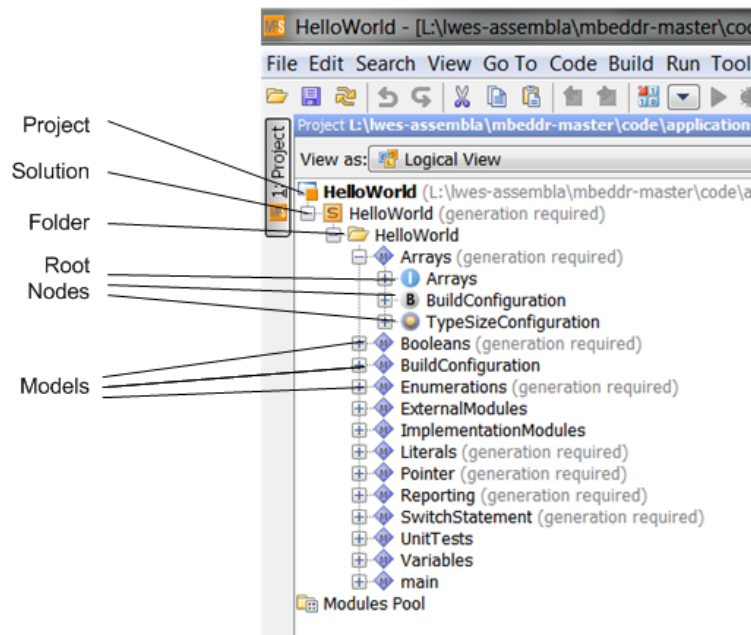 MPS HelloWorld - [L:\lwes-assembla\mbeddr-master\cod
File Edit Search View Go To Code Build Run Tool
Project L:\lwes-assembla\mbeddr-master\code\application
1: Project
View as: Logical View
Project
HelloWorld (L:\lwes-assembla\mbeddr-master\code\a
Solution
S HelloWorld (generation required)
Folder
HelloWorld
M Arrays (generation required)
Root
Nodes
I Arrays
B BuildConfiguration
TypeSizeConfiguration
M Booleans (generation required)
M BuildConfiguration
Models
M Enumerations (generation required)
M ExternalModules
M ImplementationModules
M Literals (generation required)
M Pointer (generation required)
M Reporting (generation required)
M SwitchStatement (generation required)
M UnitTests
M Variables
M main
Modules Pool